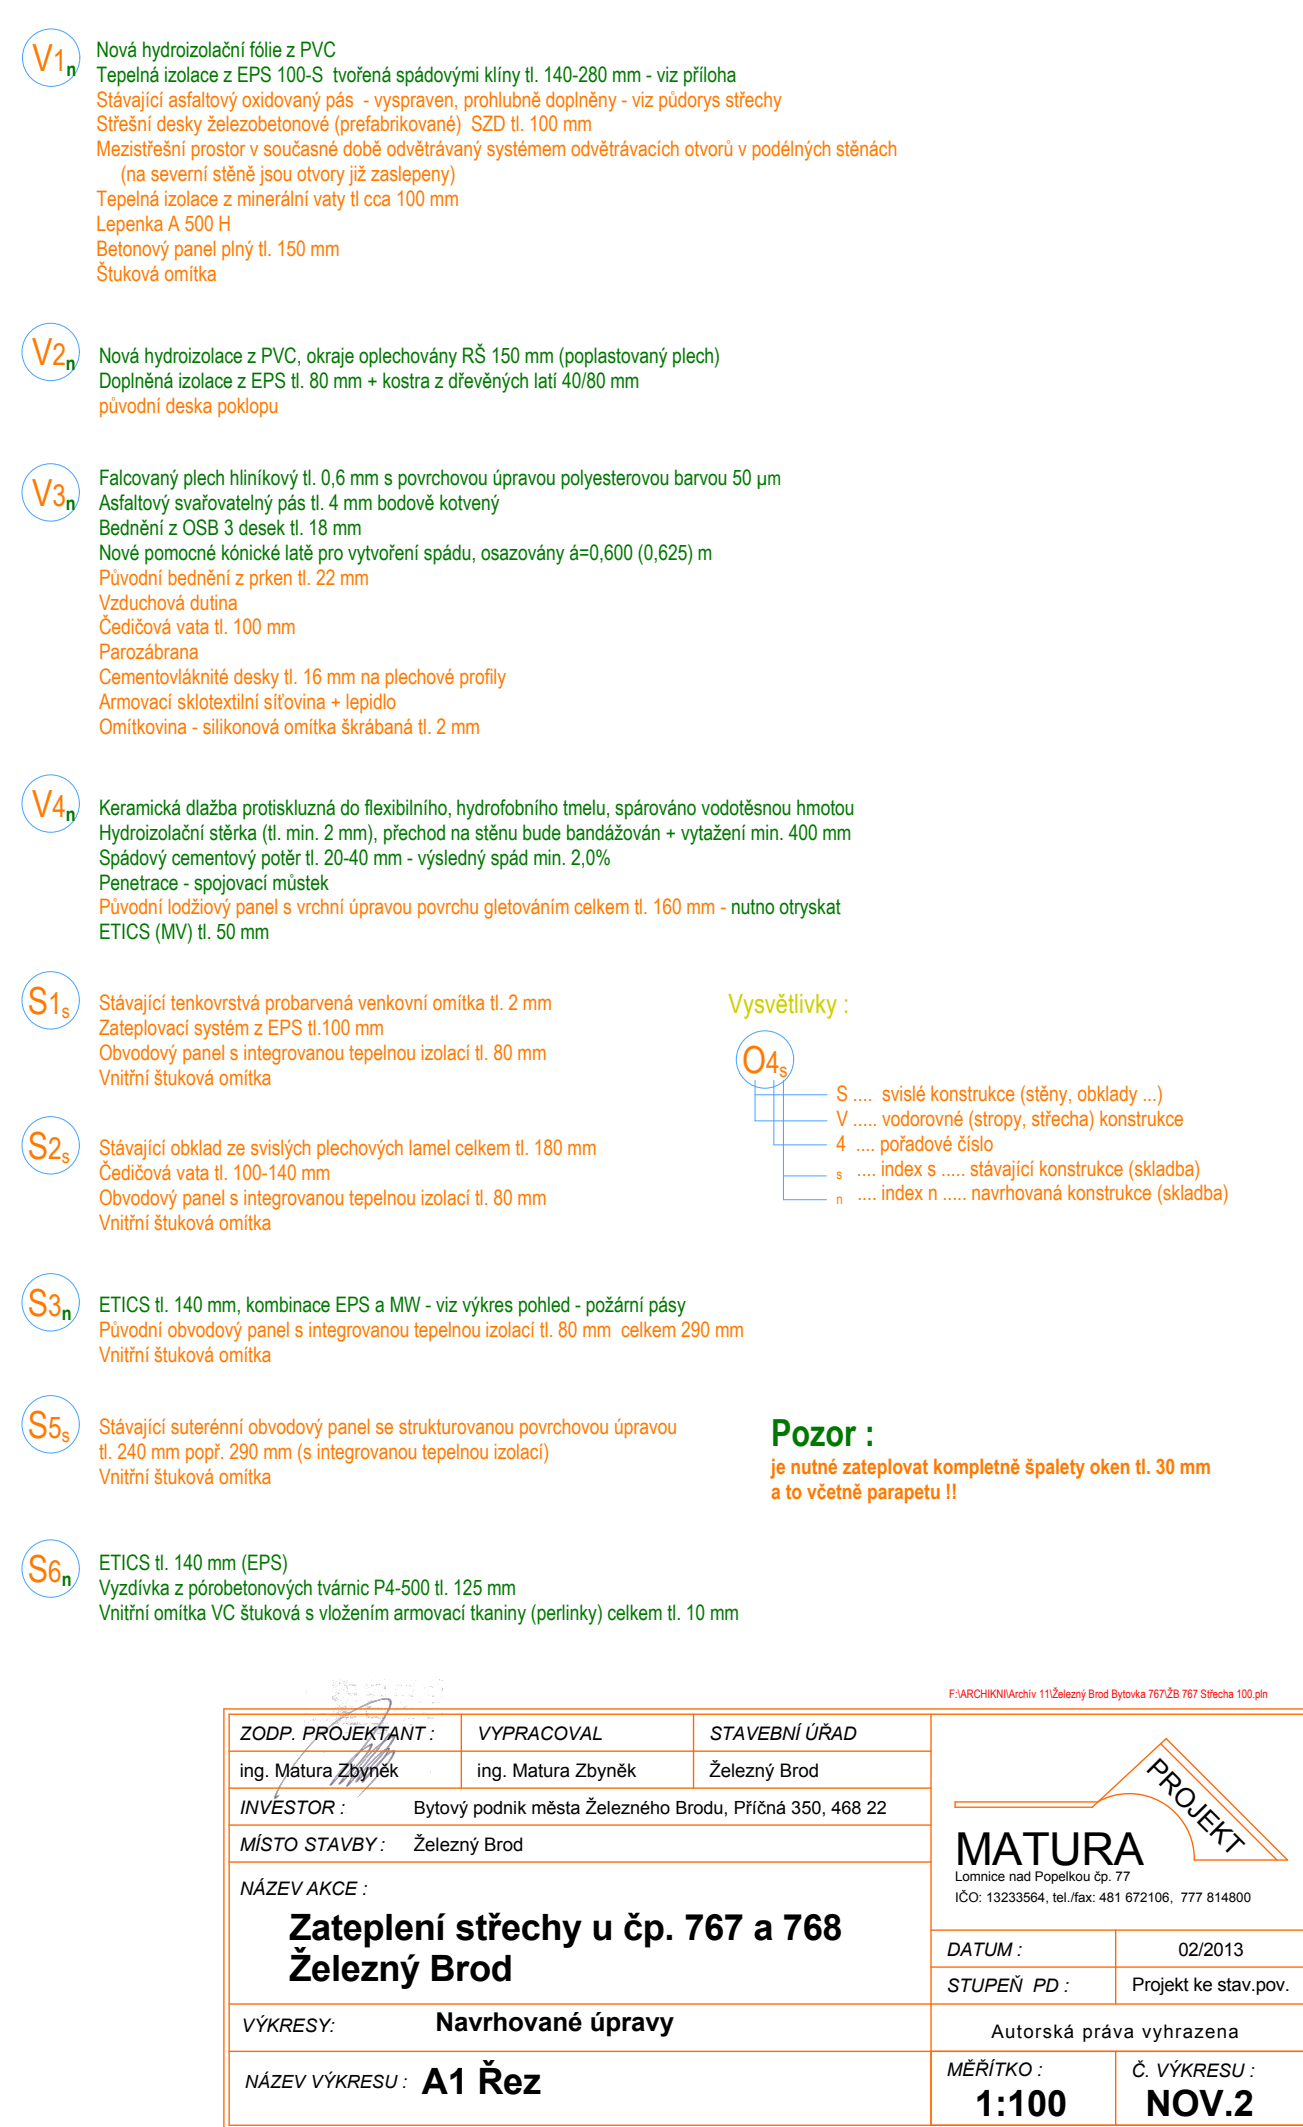 V1n
Nová hydroizolační fólie z PVC
Tepelná izolace z EPS 100-S  tvořená spádovými klíny tl. 140-280 mm - viz příloha
Stávající asfaltový oxidovaný pás  - vyspraven, prohlubně doplněny - viz půdorys střechy
Střešní desky železobetonové (prefabrikované)  SZD tl. 100 mm
Mezistřešní prostor v současné době odvětrávaný systémem odvětrávacích otvorů v podélných stěnách
(na severní stěně jsou otvory již zaslepeny)
Tepelná izolace z minerální vaty tl cca 100 mm
Lepenka A 500 H
Betonový panel plný tl. 150 mm
Štuková omítka
V2n
Nová hydroizolace z PVC, okraje oplechovány RŠ 150 mm (poplastovaný plech)
Doplněná izolace z EPS tl. 80 mm + kostra z dřevěných latí 40/80 mm
původní deska poklopu
V3n
Falcovaný plech hliníkový tl. 0,6 mm s povrchovou úpravou polyesterovou barvou 50 µm
Asfaltový svařovatelný pás tl. 4 mm bodově kotvený
Bednění z OSB 3 desek tl. 18 mm
Nové pomocné kónické latě pro vytvoření spádu, osazovány á=0,600 (0,625) m
Původní bednění z prken tl. 22 mm
Vzduchová dutina
Čedičová vata tl. 100 mm
Parozábrana
Cementovláknité desky tl. 16 mm na plechové profily
Armovací sklotextilní síťovina + lepidlo
Omítkovina - silikonová omítka škrábaná tl. 2 mm
V4n
Keramická dlažba protiskluzná do flexibilního, hydrofobního tmelu, spárováno vodotěsnou hmotou
Hydroizolační stěrka (tl. min. 2 mm), přechod na stěnu bude bandážován + vytažení min. 400 mm
Spádový cementový potěr tl. 20-40 mm - výsledný spád min. 2,0%
Penetrace - spojovací můstek
Původní lodžiový panel s vrchní úpravou povrchu gletováním celkem tl. 160 mm - nutno otryskat
ETICS (MV) tl. 50 mm
S1s
Stávající tenkovrstvá probarvená venkovní omítka tl. 2 mm
Zateplovací systém z EPS tl.100 mm
Obvodový panel s integrovanou tepelnou izolací tl. 80 mm
Vnitřní štuková omítka
S2s
Stávající obklad ze svislých plechových lamel celkem tl. 180 mm
Čedičová vata tl. 100-140 mm
Obvodový panel s integrovanou tepelnou izolací tl. 80 mm
Vnitřní štuková omítka
Vysvětlivky :
O4s
S ....  svislé konstrukce (stěny, obklady ...)
V ..... vodorovné (stropy, střecha) konstrukce
4  .... pořadové číslo
s  .... index s ..... stávající konstrukce (skladba)
n  .... index n ..... navrhovaná konstrukce (skladba)
S3n
ETICS tl. 140 mm, kombinace EPS a MW - viz výkres pohled - požární pásy
Původní obvodový panel s integrovanou tepelnou izolací tl. 80 mm  celkem 290 mm
Vnitřní štuková omítka
S5s
Stávající suterénní obvodový panel se strukturovanou povrchovou úpravou
tl. 240 mm popř. 290 mm (s integrovanou tepelnou izolací)
Vnitřní štuková omítka
Pozor :
je nutné zateplovat kompletně špalety oken tl. 30 mm
a to včetně parapetu !!
S6n
ETICS tl. 140 mm (EPS)
Vyzdívka z pórobetonových tvárnic P4-500 tl. 125 mm
Vnitřní omítka VC štuková s vložením armovací tkaniny (perlinky) celkem tl. 10 mm
F:\ARCHIKNI\Archív 11\Železný Brod Bytovka 767\ŽB 767 Střecha 100.pln
ZODP. PROJEKTANT :  VYPRACOVAL  STAVEBNÍ ÚŘAD
ing. Matura Zbyněk  ing. Matura Zbyněk  Železný Brod
INVESTOR :  Bytový podnik města Železného Brodu, Příčná 350, 468 22
MÍSTO STAVBY :  Železný Brod
NÁZEV AKCE :
Zateplení střechy u čp. 767 a 768
Železný Brod
VÝKRESY:  Navrhované úpravy
NÁZEV VÝKRESU :  A1 Řez
PROJEKT
MATURA
Lomnice nad Popelkou čp. 77
IČO: 13233564, tel./fax: 481 672106,  777 814800
DATUM :  02/2013
STUPEŇ  PD :  Projekt ke stav.pov.
Autorská práva vyhrazena
MĚŘÍTKO :  Č. VÝKRESU :
1:100  NOV.2